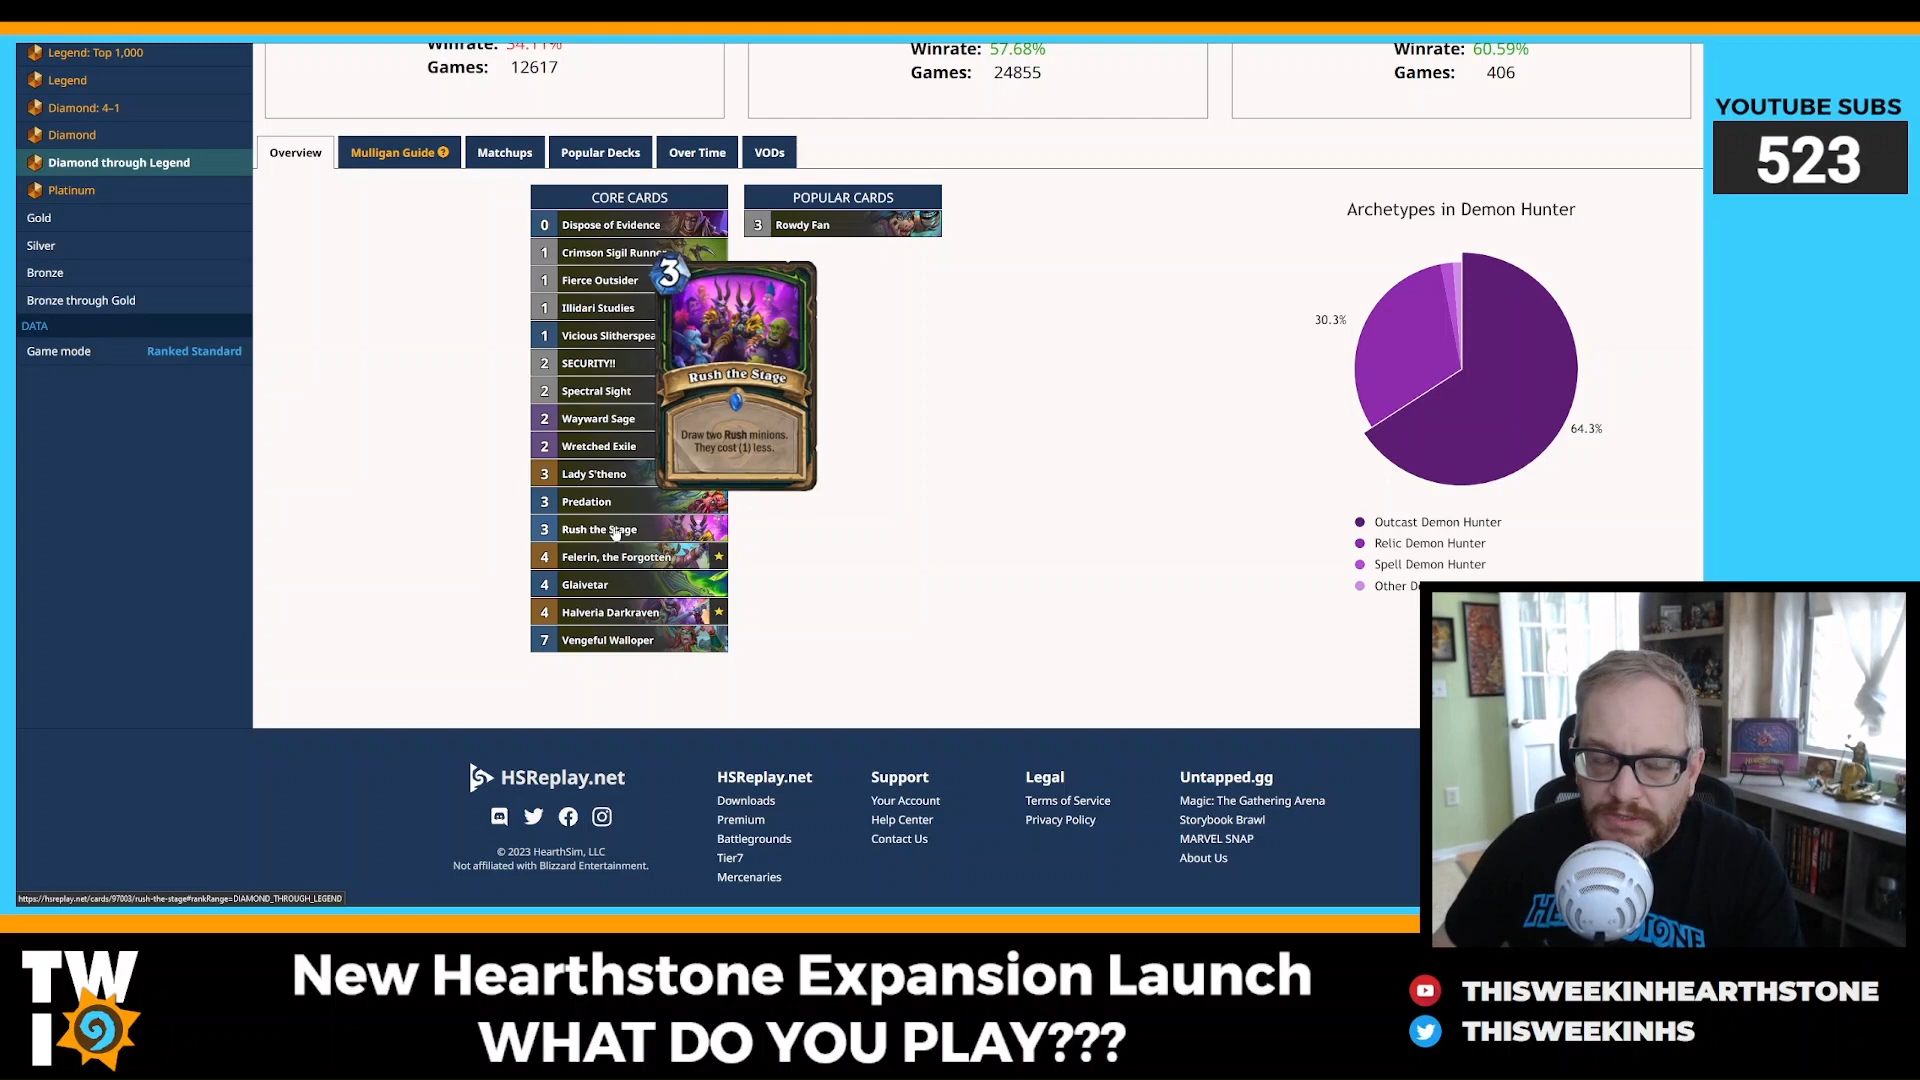 Legend: Top 1,000
Legend
Diamond: 4–1
Diamond
Diamond through Legend
Platinum
Gold
Silver
Bronze
Bronze through Gold
DATA
Game mode Ranked Standard
Winrate: 54.11%
Games: 12617
Winrate: 57.68%
Games: 24855
Winrate: 60.59%
Games: 406
Overview Mulligan Guide ? Matchups Popular Decks Over Time VODs
CORE CARDS
0 Dispose of Evidence
1 Crimson Sigil Runne
1 Fierce Outsider
1 Illidari Studies
1 Vicious Slitherspea
2 SECURITY!!
2 Spectral Sight
2 Wayward Sage
2 Wretched Exile
3 Lady S'theno
3 Predation
3 Rush the Stage
4 Felerin, the Forgotten
4 Glaivetar
4 Halveria Darkraven
7 Vengeful Walloper
POPULAR CARDS
3 Rowdy Fan
3
Rush the Stage
Draw two Rush minions.
They cost (1) less.
Archetypes in Demon Hunter
30.3%
64.3%
Outcast Demon Hunter
Relic Demon Hunter
Spell Demon Hunter
Other D
YOUTUBE SUBS
523
HSReplay.net
© 2023 HearthSim, LLC
Not affiliated with Blizzard Entertainment.
HSReplay.net
Downloads
Premium
Battlegrounds
Tier7
Mercenaries
Support
Your Account
Help Center
Contact Us
Legal
Terms of Service
Privacy Policy
Untapped.gg
Magic: The Gathering Arena
Storybook Brawl
MARVEL SNAP
About Us
https://hsreplay.net/cards/97003/rush-the-stage#rankRange=DIAMOND_THROUGH_LEGEND
TW
I
New Hearthstone Expansion Launch
WHAT DO YOU PLAY???
THISWEEKINHEARTHSTONE
THISWEEKINHS